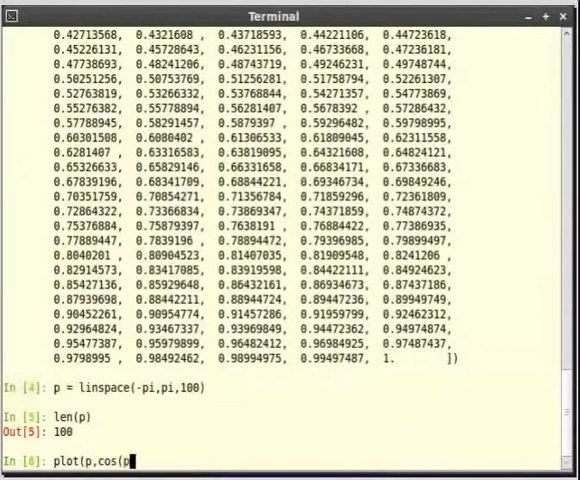 Terminal
0.42713568, 0.4321608 , 0.43718593, 0.44221106, 0.44723618,
0.45226131, 0.45728643, 0.46231156, 0.46733668, 0.47236181,
0.47738693, 0.48241206, 0.48743719, 0.49246231, 0.49748744,
0.50251256, 0.50753769, 0.51256281, 0.51758794, 0.52261307,
0.52763819, 0.53266332, 0.53768844, 0.54271357, 0.54773869,
0.55276382, 0.55778894, 0.56281407, 0.5678392 , 0.57286432,
0.57788945, 0.58291457, 0.5879397 , 0.59296482, 0.59798995,
0.60301508, 0.6080402 , 0.61306533, 0.61809045, 0.62311558,
0.6281407 , 0.63316583, 0.63819095, 0.64321608, 0.64824121,
0.65326633, 0.65829146, 0.66331658, 0.66834171, 0.67336683,
0.67839196, 0.68341709, 0.68844221, 0.69346734, 0.69849246,
0.70351759, 0.70854271, 0.71356784, 0.71859296, 0.72361809,
0.72864322, 0.73366834, 0.73869347, 0.74371859, 0.74874372,
0.75376884, 0.75879397, 0.7638191 , 0.76884422, 0.77386935,
0.77889447, 0.7839196 , 0.78894472, 0.79396985, 0.79899497,
0.8040201 , 0.80904523, 0.81407035, 0.81909548, 0.8241206 ,
0.82914573, 0.83417085, 0.83919598, 0.84422111, 0.84924623,
0.85427136, 0.85929648, 0.86432161, 0.86934673, 0.87437186,
0.87939698, 0.88442211, 0.88944724, 0.89447236, 0.89949749,
0.90452261, 0.90954774, 0.91457286, 0.91959799, 0.92462312,
0.92964824, 0.93467337, 0.93969849, 0.94472362, 0.94974874,
0.95477387, 0.95979899, 0.96482412, 0.96984925, 0.97487437,
0.9798995 , 0.98492462, 0.98994975, 0.99497487, 1. ])
In [4]: p = linspace(-pi,pi,100)
In [5]: len(p)
Out[5]: 100
In [6]: plot(p,cos(p